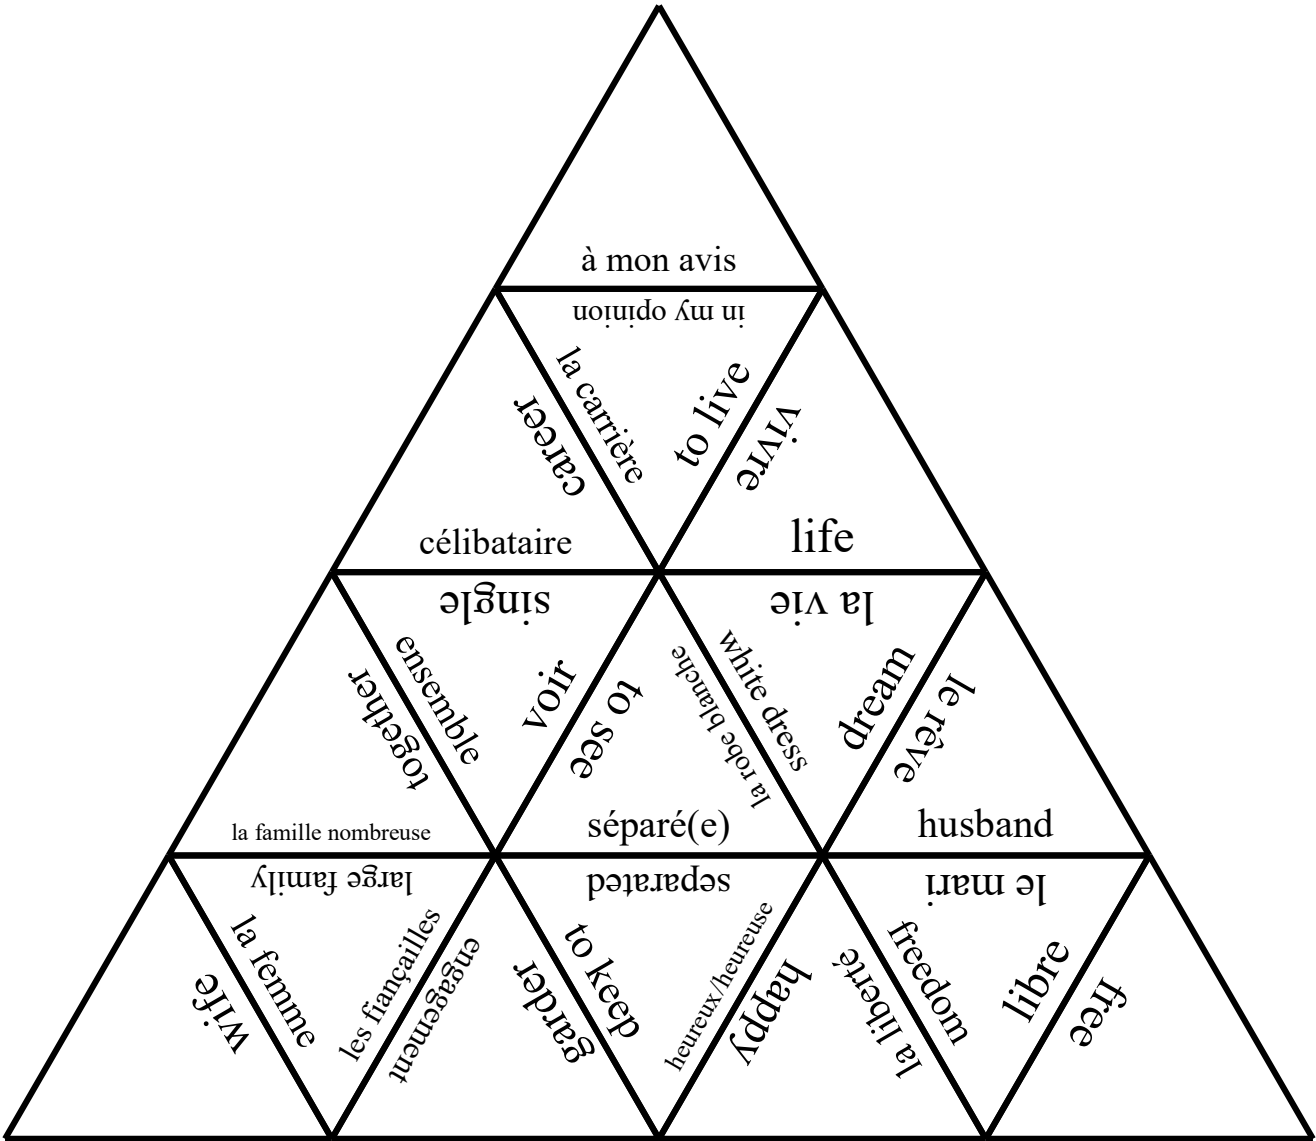 à mon avis
in my opinion
la carrière
career
to live
vivre
célibataire
life
single
la vie
ensemble
together
voir
to see
white dress
la robe blanche
dream
le rêve
la famille nombreuse
séparé(e)
husband
large family
separated
le mari
la femme
wife
les fiançailles
engagement
to keep
garder
heureux/heureuse
happy
freedom
la liberté
libre
free